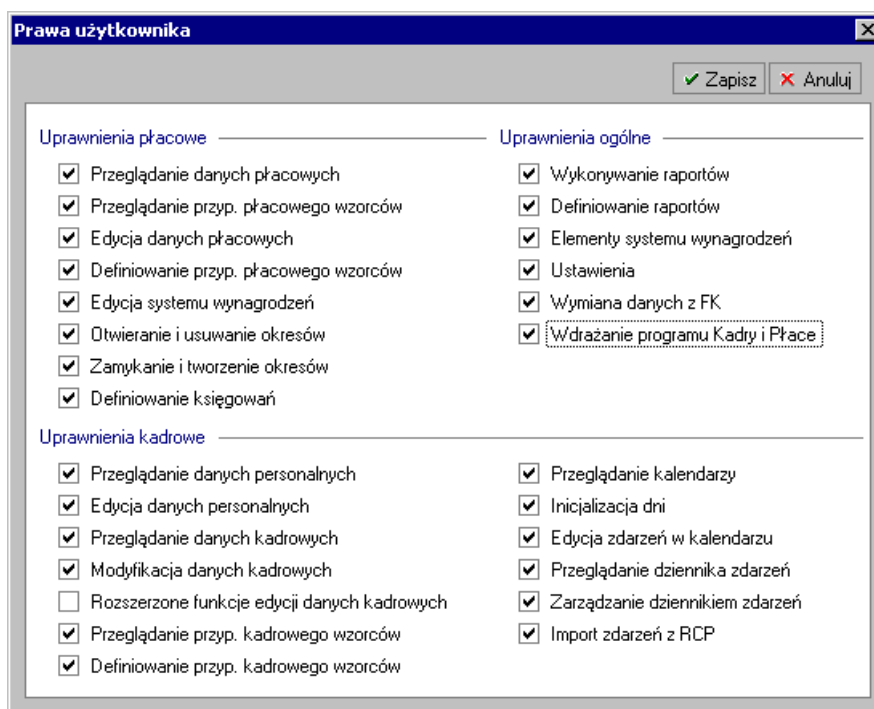 Prawa użytkownika
Zapisz
Anuluj
Uprawnienia płacowe
Przeglądanie danych płacowych
Przeglądanie przyp. płacowego wzorców
Edycja danych płacowych
Definiowanie przyp. płacowego wzorców
Edycja systemu wynagrodzeń
Otwieranie i usuwanie okresów
Zamykanie i tworzenie okresów
Definiowanie księgowań
Uprawnienia ogólne
Wykonywanie raportów
Definiowanie raportów
Elementy systemu wynagrodzeń
Ustawienia
Wymiana danych z FK
Wdrażanie programu Kadry i Płace
Uprawnienia kadrowe
Przeglądanie danych personalnych
Edycja danych personalnych
Przeglądanie danych kadrowych
Modyfikacja danych kadrowych
Rozszerzone funkcje edycji danych kadrowych
Przeglądanie przyp. kadrowego wzorców
Definiowanie przyp. kadrowego wzorców
Przeglądanie kalendarzy
Inicjalizacja dni
Edycja zdarzeń w kalendarzu
Przeglądanie dziennika zdarzeń
Zarządzanie dziennikiem zdarzeń
Import zdarzeń z RCP